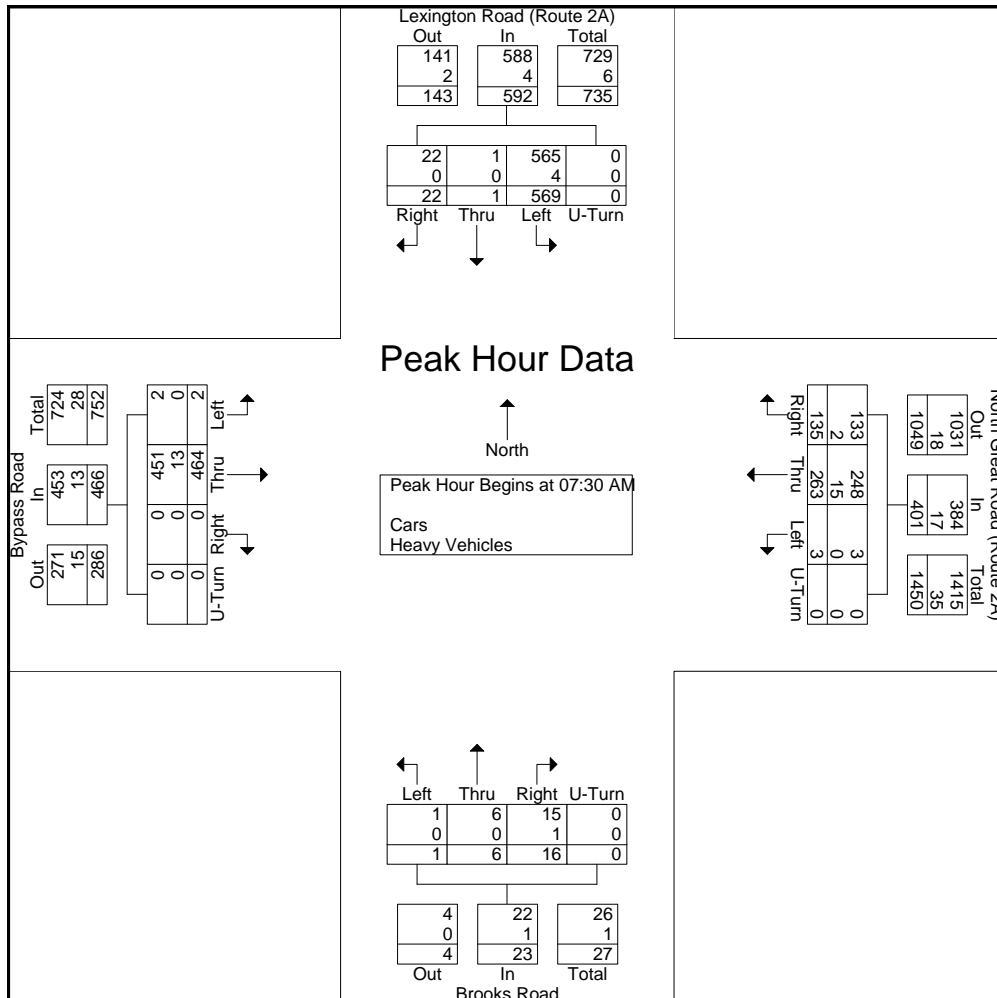 Lexington Road (Route 2A)
Out In Total
141 588 729
2 4 6
143 592 735
22 1 565 0
0 0 4 0
22 1 569 0
Right Thru Left U-Turn
Peak Hour Data
North
Peak Hour Begins at 07:30 AM
Cars
Heavy Vehicles
Bypass Road
Total In Out
724 453 271
28 13 15
752 466 286
2 451 0 0
0 13 0 0
2 464 0 0
Left Thru Right U-Turn
North Great Road (Route 2A)
Out In Total
1031 384 1415
18 17 35
1049 401 1450
133 248 3 0
2 15 0 0
135 263 3 0
Right Thru Left U-Turn
Left Thru Right U-Turn
1 6 15 0
0 0 1 0
1 6 16 0
4 22 26
0 1 1
4 23 27
Out In Total
Brooks Road